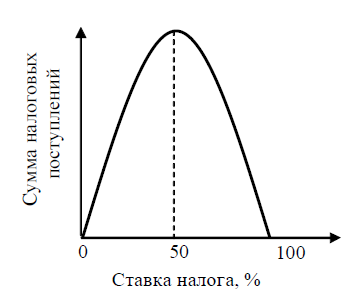 Сумма налоговых
поступлений
0 50 100
Ставка налога, %